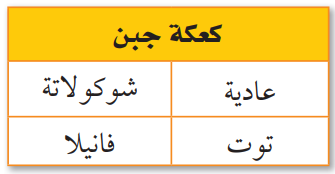 كعكة جبن
عادية شوكولاتة
توت فانيلا